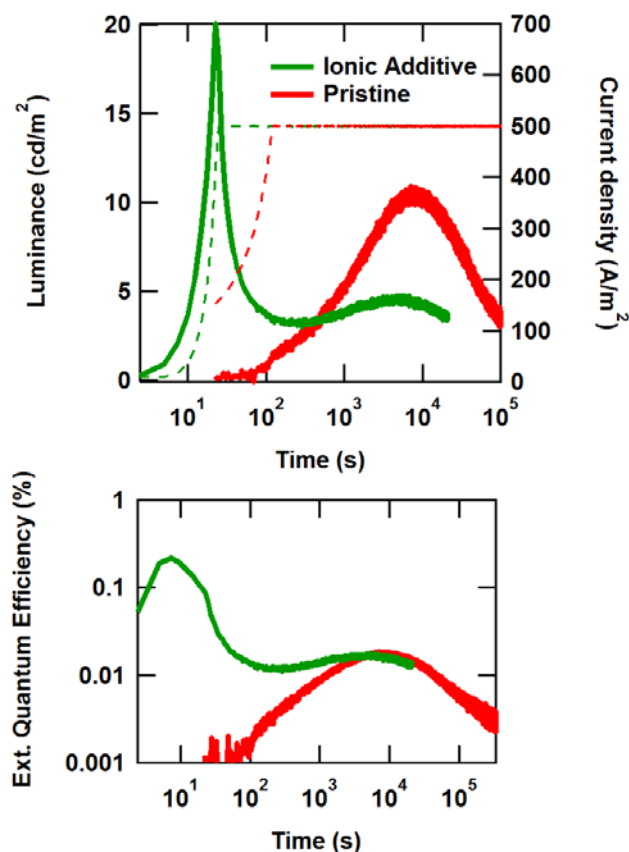 20
15
10
5
0
Luminance (cd/m²)
Ionic Additive
Pristine
700
600
500
400
300
200
100
0
Current density (A/m²)
10¹ 10² 10³ 10⁴ 10⁵
Time (s)
1
0.1
0.01
0.001
Ext. Quantum Efficiency (%)
10¹ 10² 10³ 10⁴ 10⁵
Time (s)